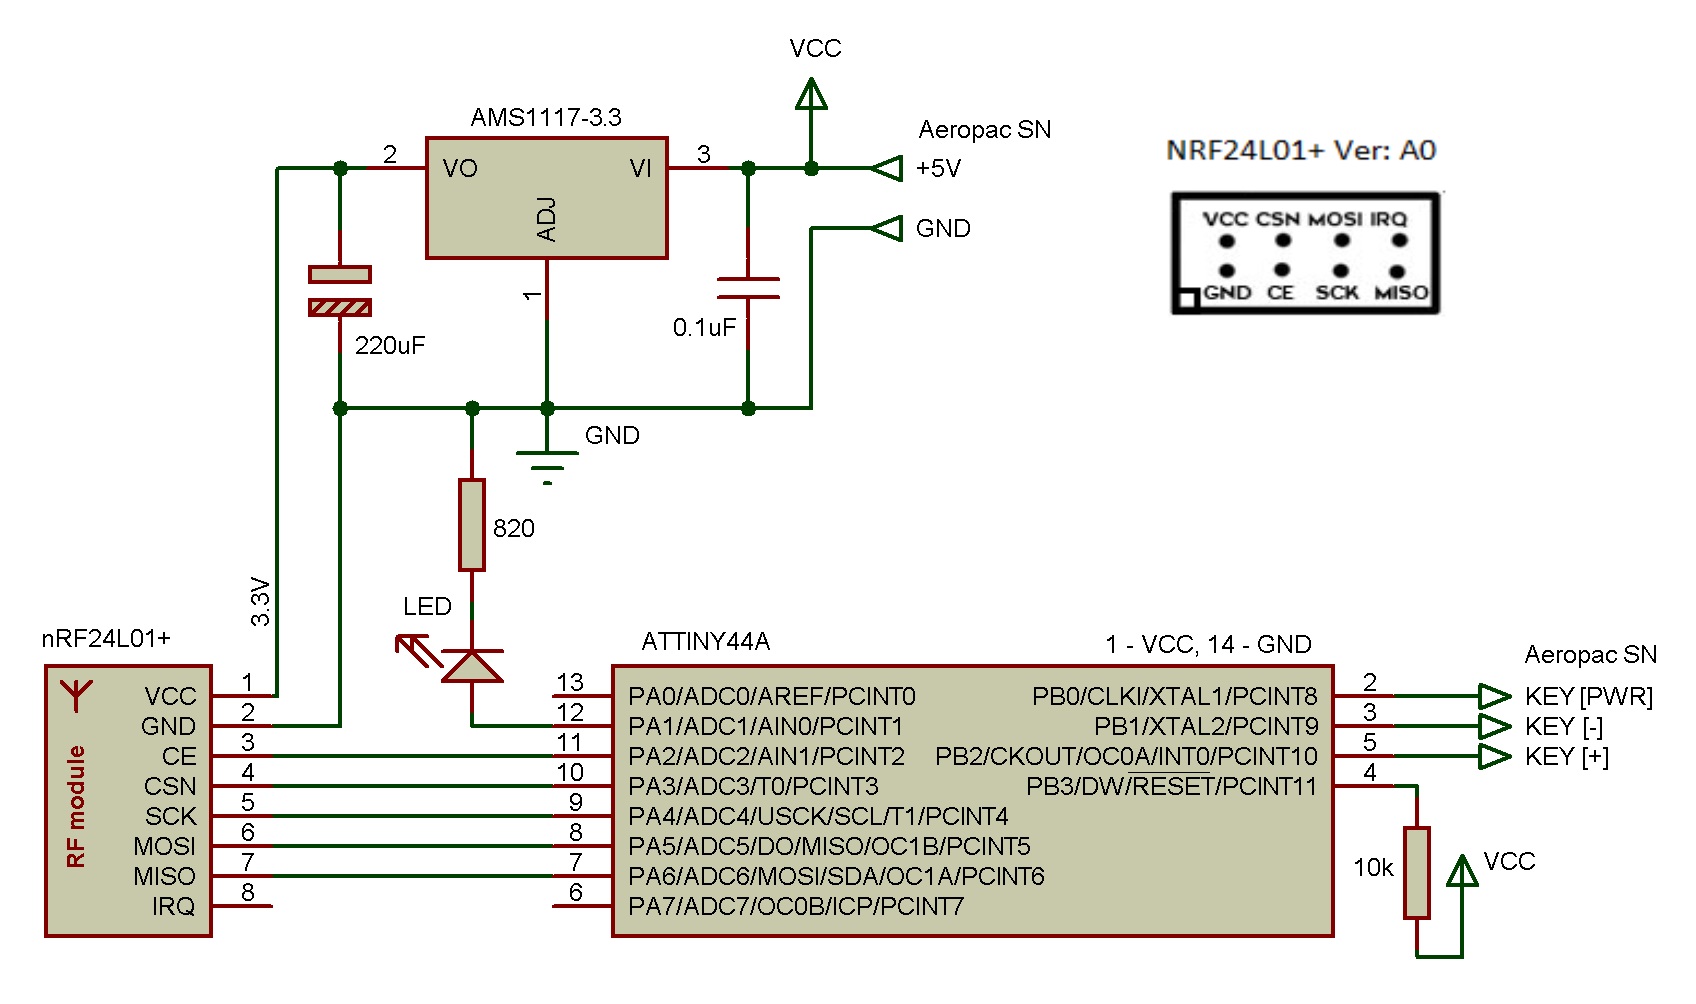 VCC
AMS1117-3.3
Aeropac SN
2 VO VI 3
+5V
ADJ
1
GND
NRF24L01+ Ver: A0
VCC CSN MOSI IRQ
GND CE SCK MISO
220uF
0.1uF
GND
820
LED
3.3V
nRF24L01+
RF module
VCC 1
GND 2
CE 3
CSN 4
SCK 5
MOSI 6
MISO 7
IRQ 8
ATTINY44A
1 - VCC, 14 - GND
13 PA0/ADC0/AREF/PCINT0
12 PA1/ADC1/AIN0/PCINT1
11 PA2/ADC2/AIN1/PCINT2
10 PA3/ADC3/T0/PCINT3
9 PA4/ADC4/USCK/SCL/T1/PCINT4
8 PA5/ADC5/DO/MISO/OC1B/PCINT5
7 PA6/ADC6/MOSI/SDA/OC1A/PCINT6
6 PA7/ADC7/OC0B/ICP/PCINT7
PB0/CLKI/XTAL1/PCINT8 2
PB1/XTAL2/PCINT9 3
PB2/CKOUT/OC0A/INT0/PCINT10 5
PB3/DW/RESET/PCINT11 4
Aeropac SN
KEY [PWR]
KEY [-]
KEY [+]
10k
VCC